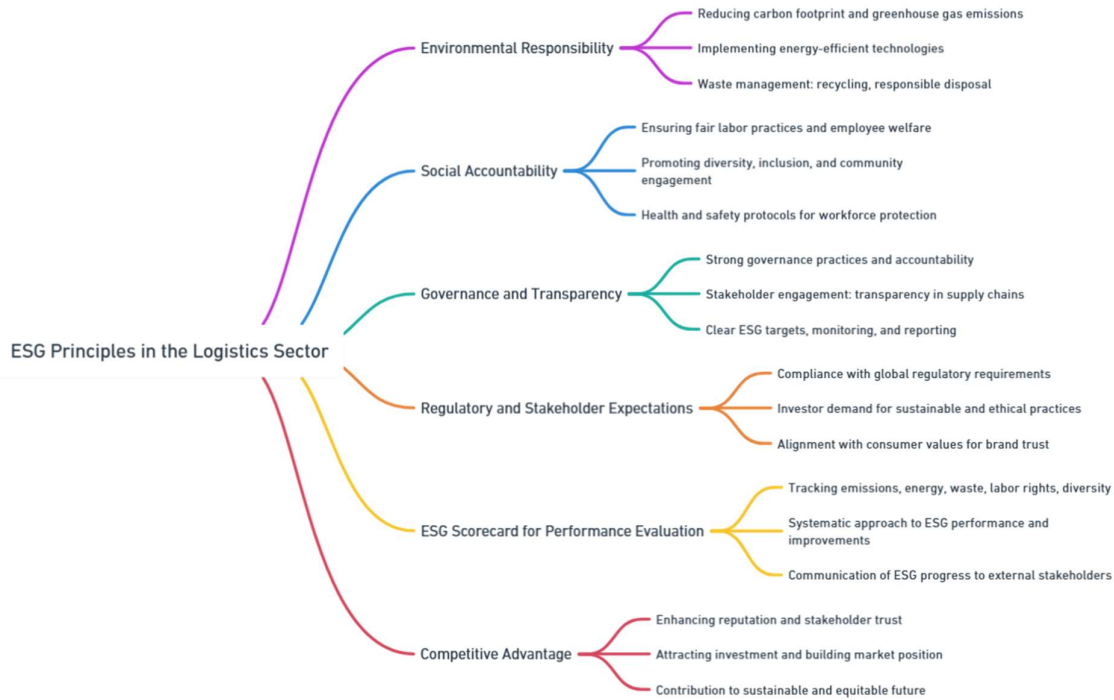 ESG Principles in the Logistics Sector
Environmental Responsibility
Reducing carbon footprint and greenhouse gas emissions
Implementing energy-efficient technologies
Waste management: recycling, responsible disposal
Social Accountability
Ensuring fair labor practices and employee welfare
Promoting diversity, inclusion, and community
engagement
Health and safety protocols for workforce protection
Governance and Transparency
Strong governance practices and accountability
Stakeholder engagement: transparency in supply chains
Clear ESG targets, monitoring, and reporting
Regulatory and Stakeholder Expectations
Compliance with global regulatory requirements
Investor demand for sustainable and ethical practices
Alignment with consumer values for brand trust
ESG Scorecard for Performance Evaluation
Tracking emissions, energy, waste, labor rights, diversity
Systematic approach to ESG performance and
improvements
Communication of ESG progress to external stakeholders
Competitive Advantage
Enhancing reputation and stakeholder trust
Attracting investment and building market position
Contribution to sustainable and equitable future